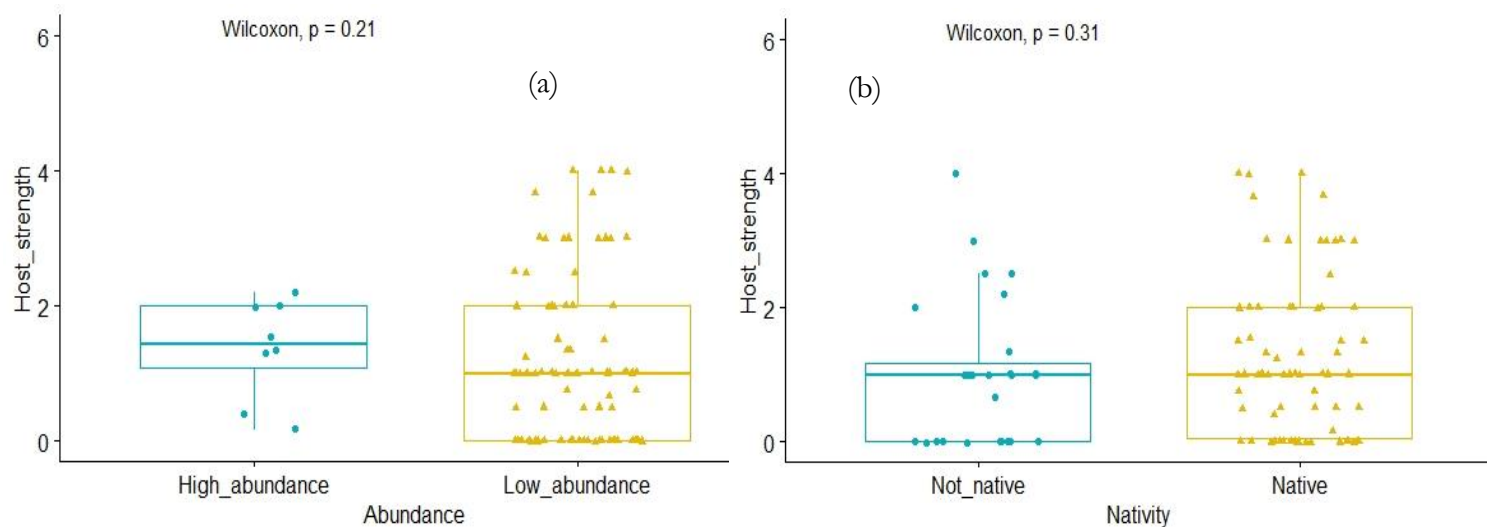 Wilcoxon, p = 0.21
(a)
6
4
2
0
Host_strength
High_abundance Low_abundance
Abundance
Wilcoxon, p = 0.31
(b)
6
4
2
0
Host_strength
Not_native Native
Nativity